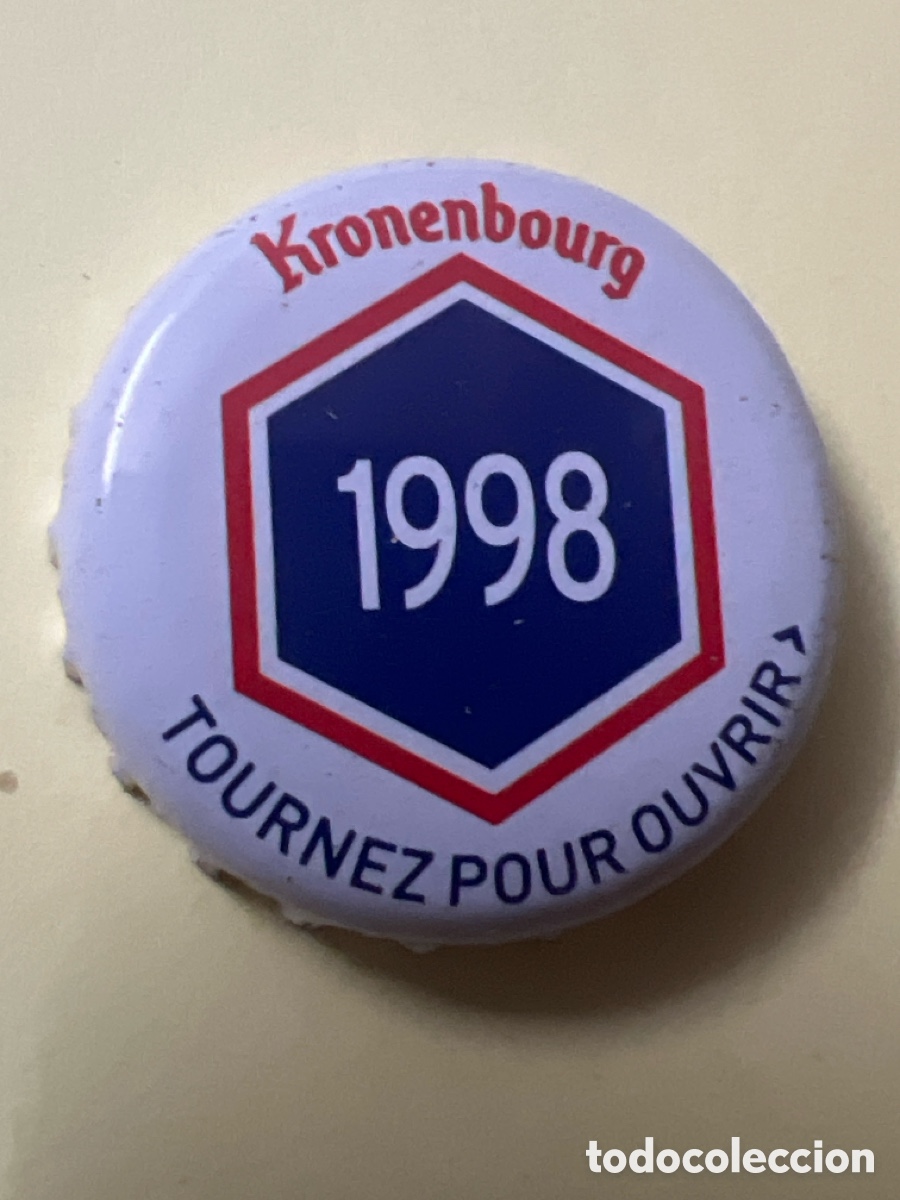 Kronenbourg
1998
TOURNEZ POUR OUVRIR >
todocoleccion